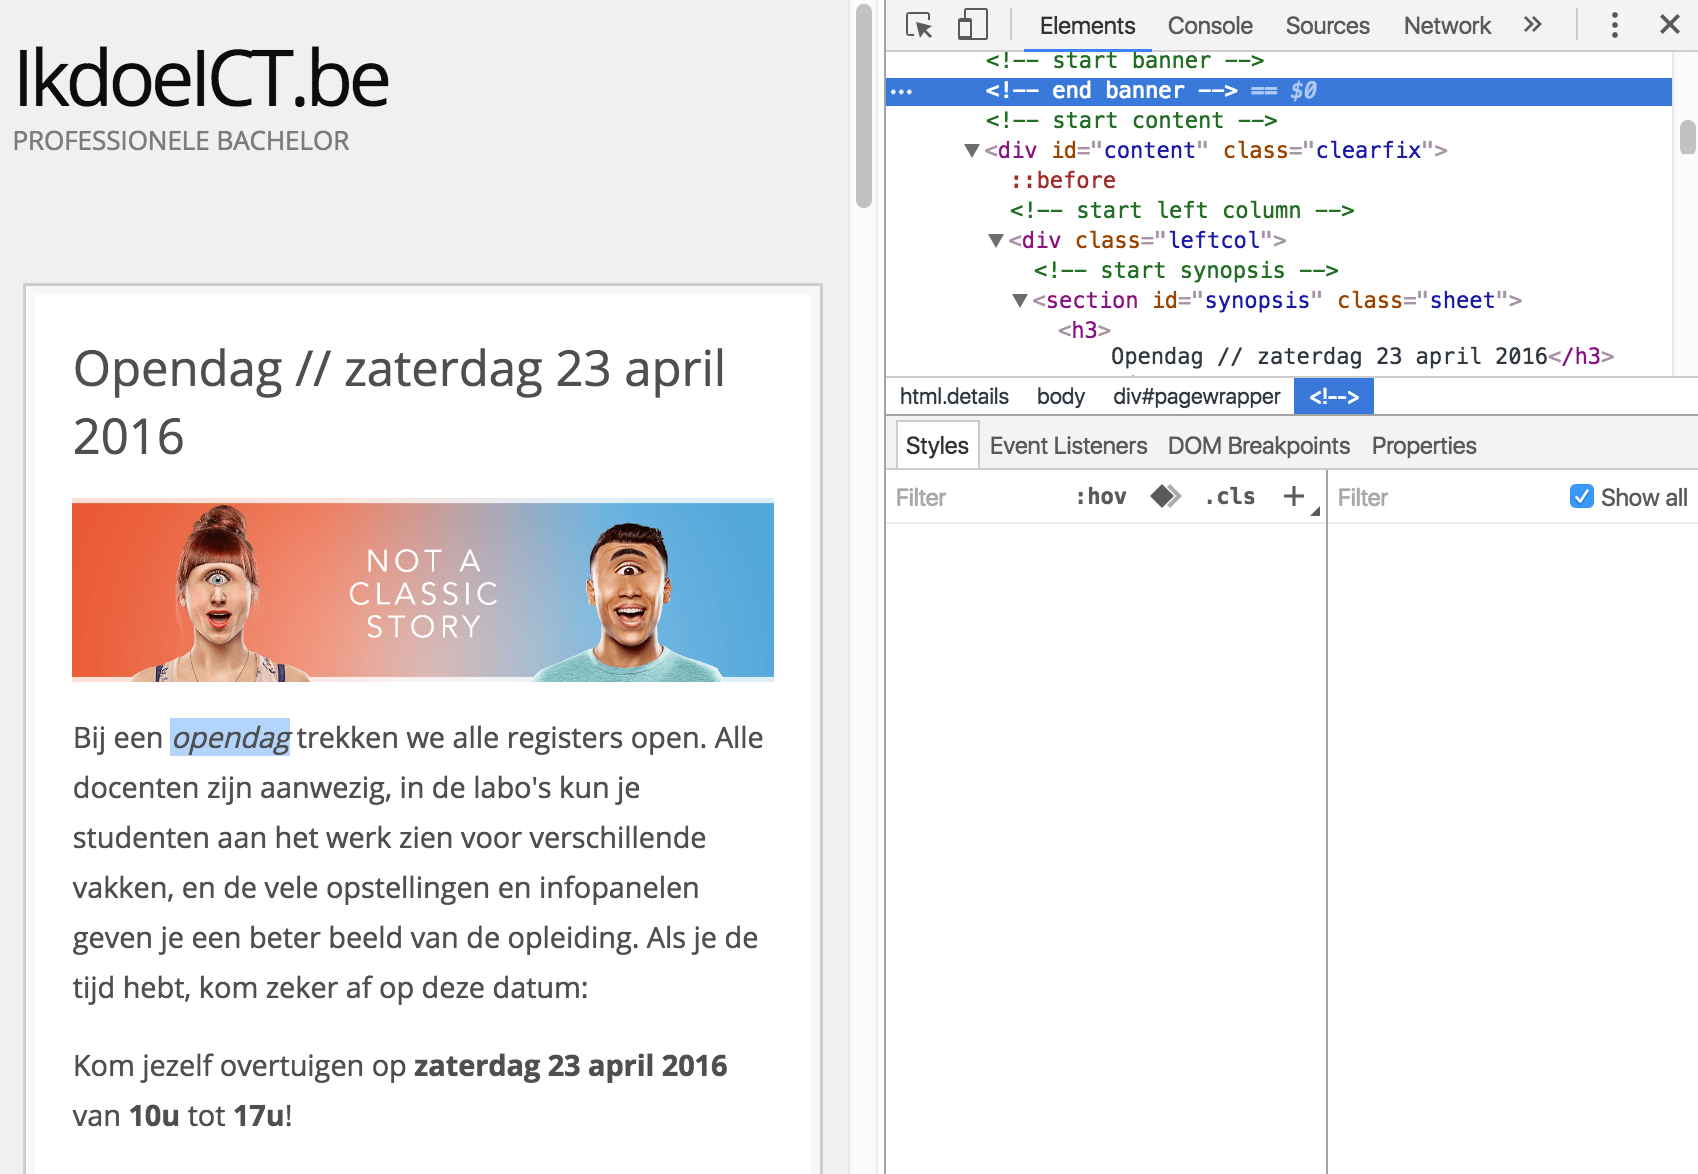 IkdoeICT.be
PROFESSIONELE BACHELOR
Opendag // zaterdag 23 april
2016
NOT A
CLASSIC
STORY
Bij een opendag trekken we alle registers open. Alle
docenten zijn aanwezig, in de labo's kun je
studenten aan het werk zien voor verschillende
vakken, en de vele opstellingen en infopanelen
geven je een beter beeld van de opleiding. Als je de
tijd hebt, kom zeker af op deze datum:
Kom jezelf overtuigen op zaterdag 23 april 2016
van 10u tot 17u!
Elements Console Sources Network »
<!-- start banner -->
... <!-- end banner --> == $0
<!-- start content -->
▼<div id="content" class="clearfix">
::before
<!-- start left column -->
▼<div class="leftcol">
<!-- start synopsis -->
▼<section id="synopsis" class="sheet">
<h3>
Opendag // zaterdag 23 april 2016</h3>
html.details body div#pagewrapper <!-->
Styles Event Listeners DOM Breakpoints Properties
Filter :hov .cls + Filter Show all